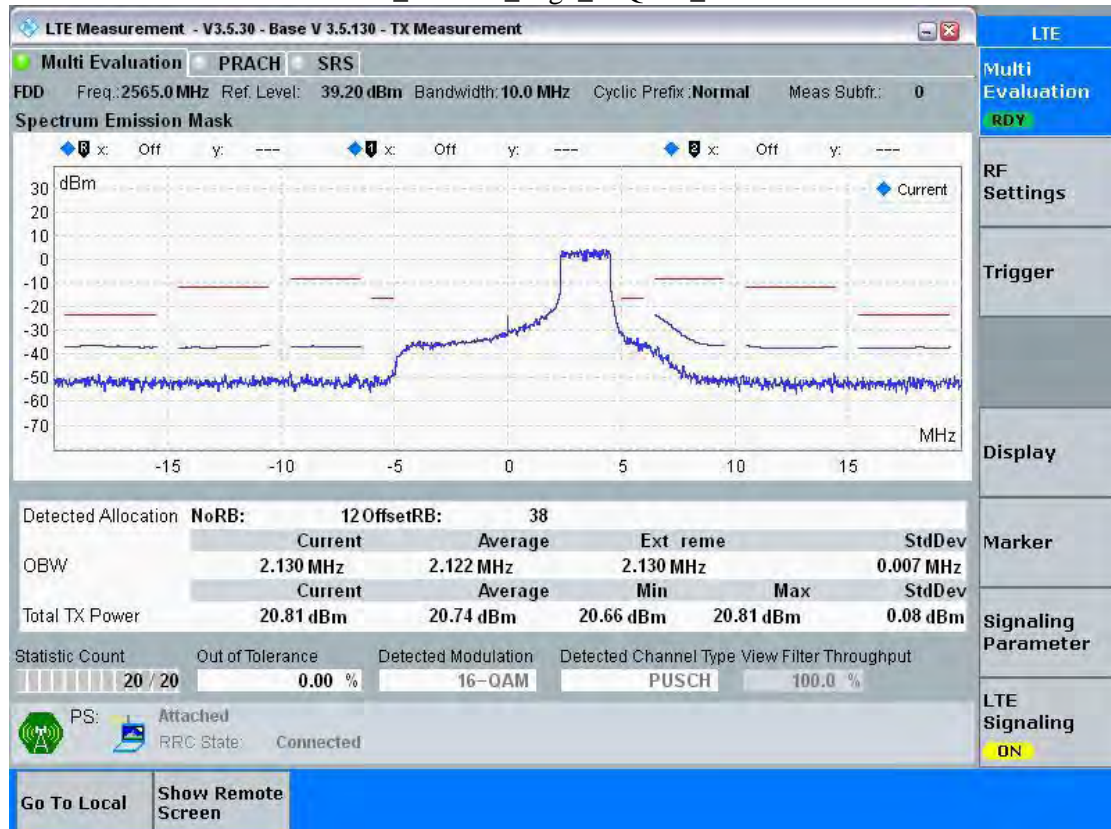 LTE Measurement - V3.5.30 - Base V 3.5.130 - TX Measurement
LTE
Multi Evaluation PRACH SRS
Multi
Evaluation
RDY
FDD Freq.:2565.0 MHz Ref. Level: 39.20 dBm Bandwidth:10.0 MHz Cyclic Prefix :Normal Meas Subfr.: 0
Spectrum Emission Mask
R x: Off y: --- 1 x: Off y: --- 2 x: Off y: ---
dBm
Current
30
20
10
0
-10
-20
-30
-40
-50
-60
-70
MHz
-15 -10 -5 0 5 10 15
RF
Settings
Trigger
Display
Marker
Signaling
Parameter
LTE
Signaling
ON
Detected Allocation NoRB: 12 OffsetRB: 38
Current Average Ext reme StdDev
OBW 2.130 MHz 2.122 MHz 2.130 MHz 0.007 MHz
Current Average Min Max StdDev
Total TX Power 20.81 dBm 20.74 dBm 20.66 dBm 20.81 dBm 0.08 dBm
Statistic Count Out of Tolerance Detected Modulation Detected Channel Type View Filter Throughput
20 / 20 0.00 % 16-QAM PUSCH 100.0 %
PS: Attached
RRC State: Connected
Go To Local
Show Remote
Screen